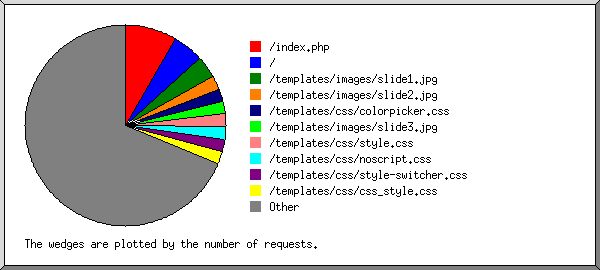 /index.php
/
/templates/images/slide1.jpg
/templates/images/slide2.jpg
/templates/css/colorpicker.css
/templates/images/slide3.jpg
/templates/css/style.css
/templates/css/noscript.css
/templates/css/style-switcher.css
/templates/css/css_style.css
Other
The wedges are plotted by the number of requests.